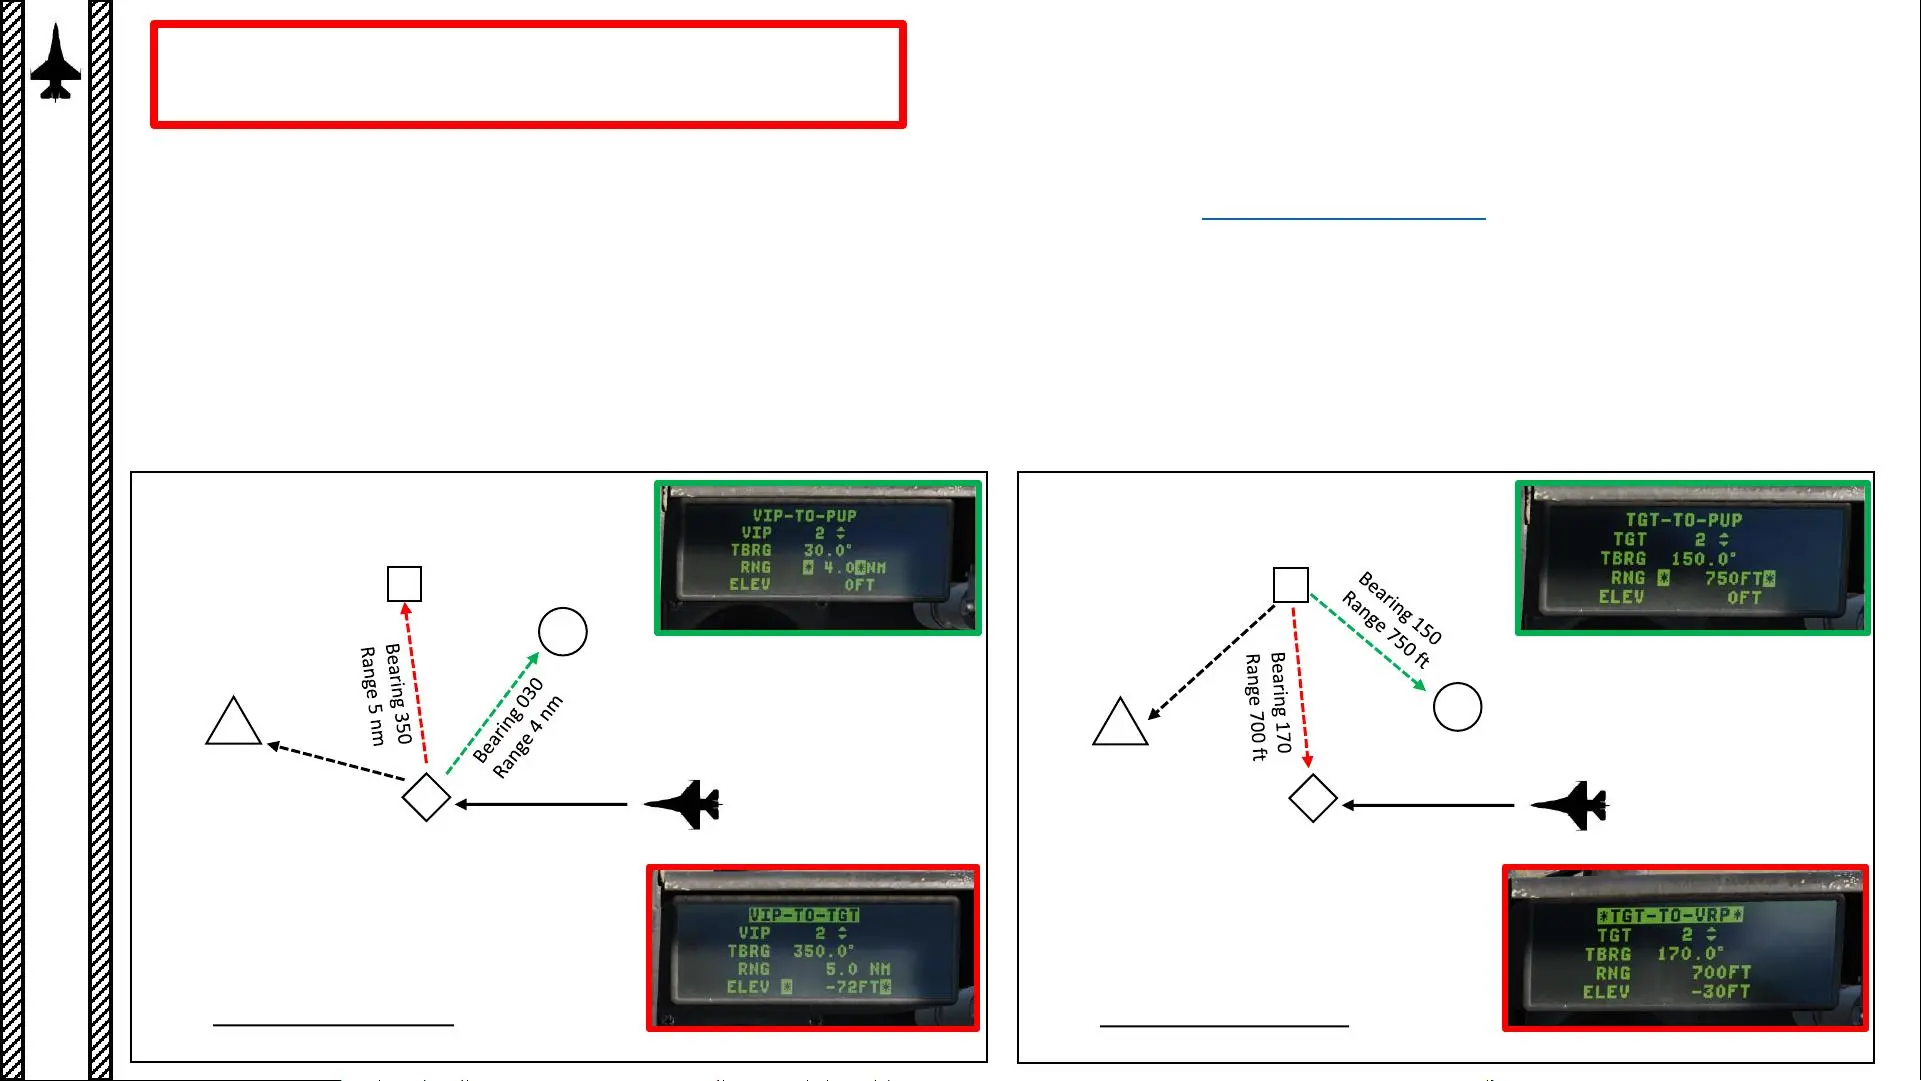 VIP-TO-PUP
VIP 2
TBRG 30.0°
RNG * 4.0*NM
ELEV 0FT
Bearing 350
Range 5 nm
Bearing 030
Range 4 nm
VIP-TO-TGT
VIP 2
TBRG 350.0°
RNG 5.0 NM
ELEV * -72FT*
TGT-TO-PUP
TGT 2
TBRG 150.0°
RNG * 750FT*
ELEV 0FT
Bearing 150
Range 750 ft
Bearing 170
Range 700 ft
*TGT-TO-VRP*
TGT 2
TBRG 170.0°
RNG 700FT
ELEV -30FT